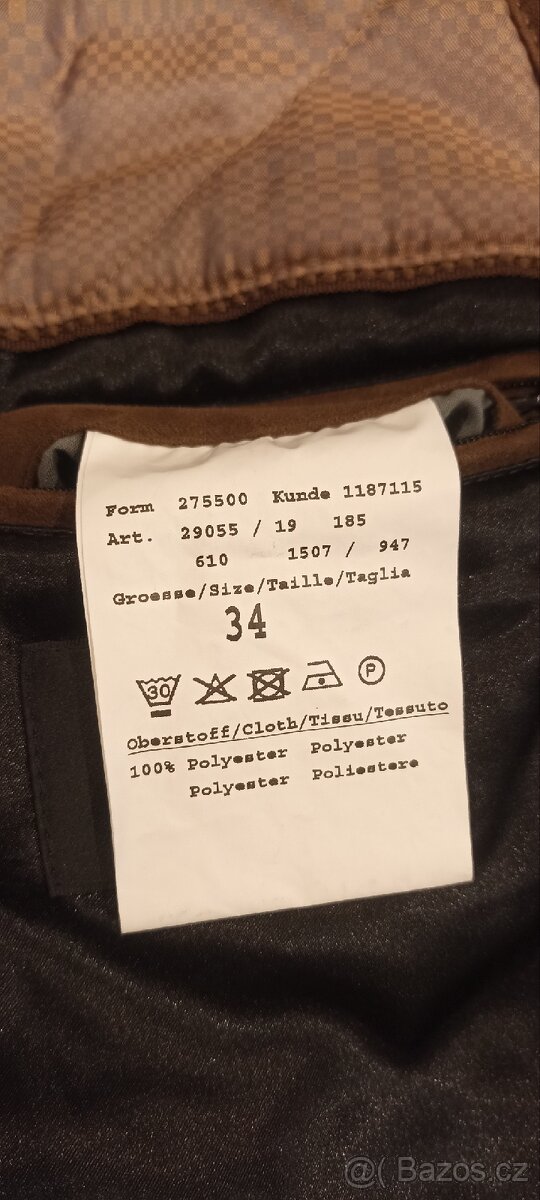 Form 275500 Kunde 1187115
Art. 29055 / 19 185
610 1507 / 947
Groesse/Size/Taille/Taglia
34
30 P
Oberstoff/Cloth/Tissu/Tessuto
100% Polyester Polyester
Polyester Poliestere
@( Bazos.cz